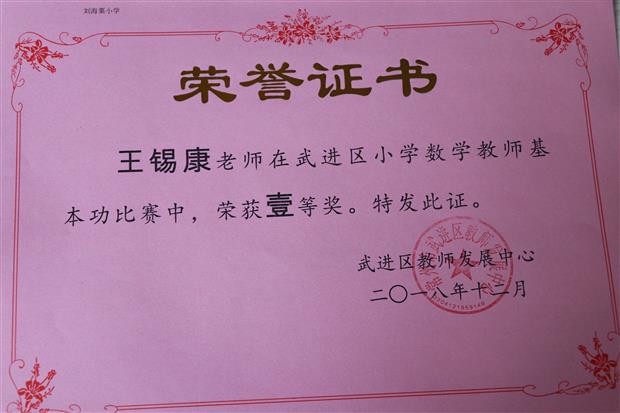 刘海粟小学
荣誉证书
王锡康老师在武进区小学数学教师基
本功比赛中，荣获壹等奖。特发此证。
武进区教师发展中心
二〇一八年十二月